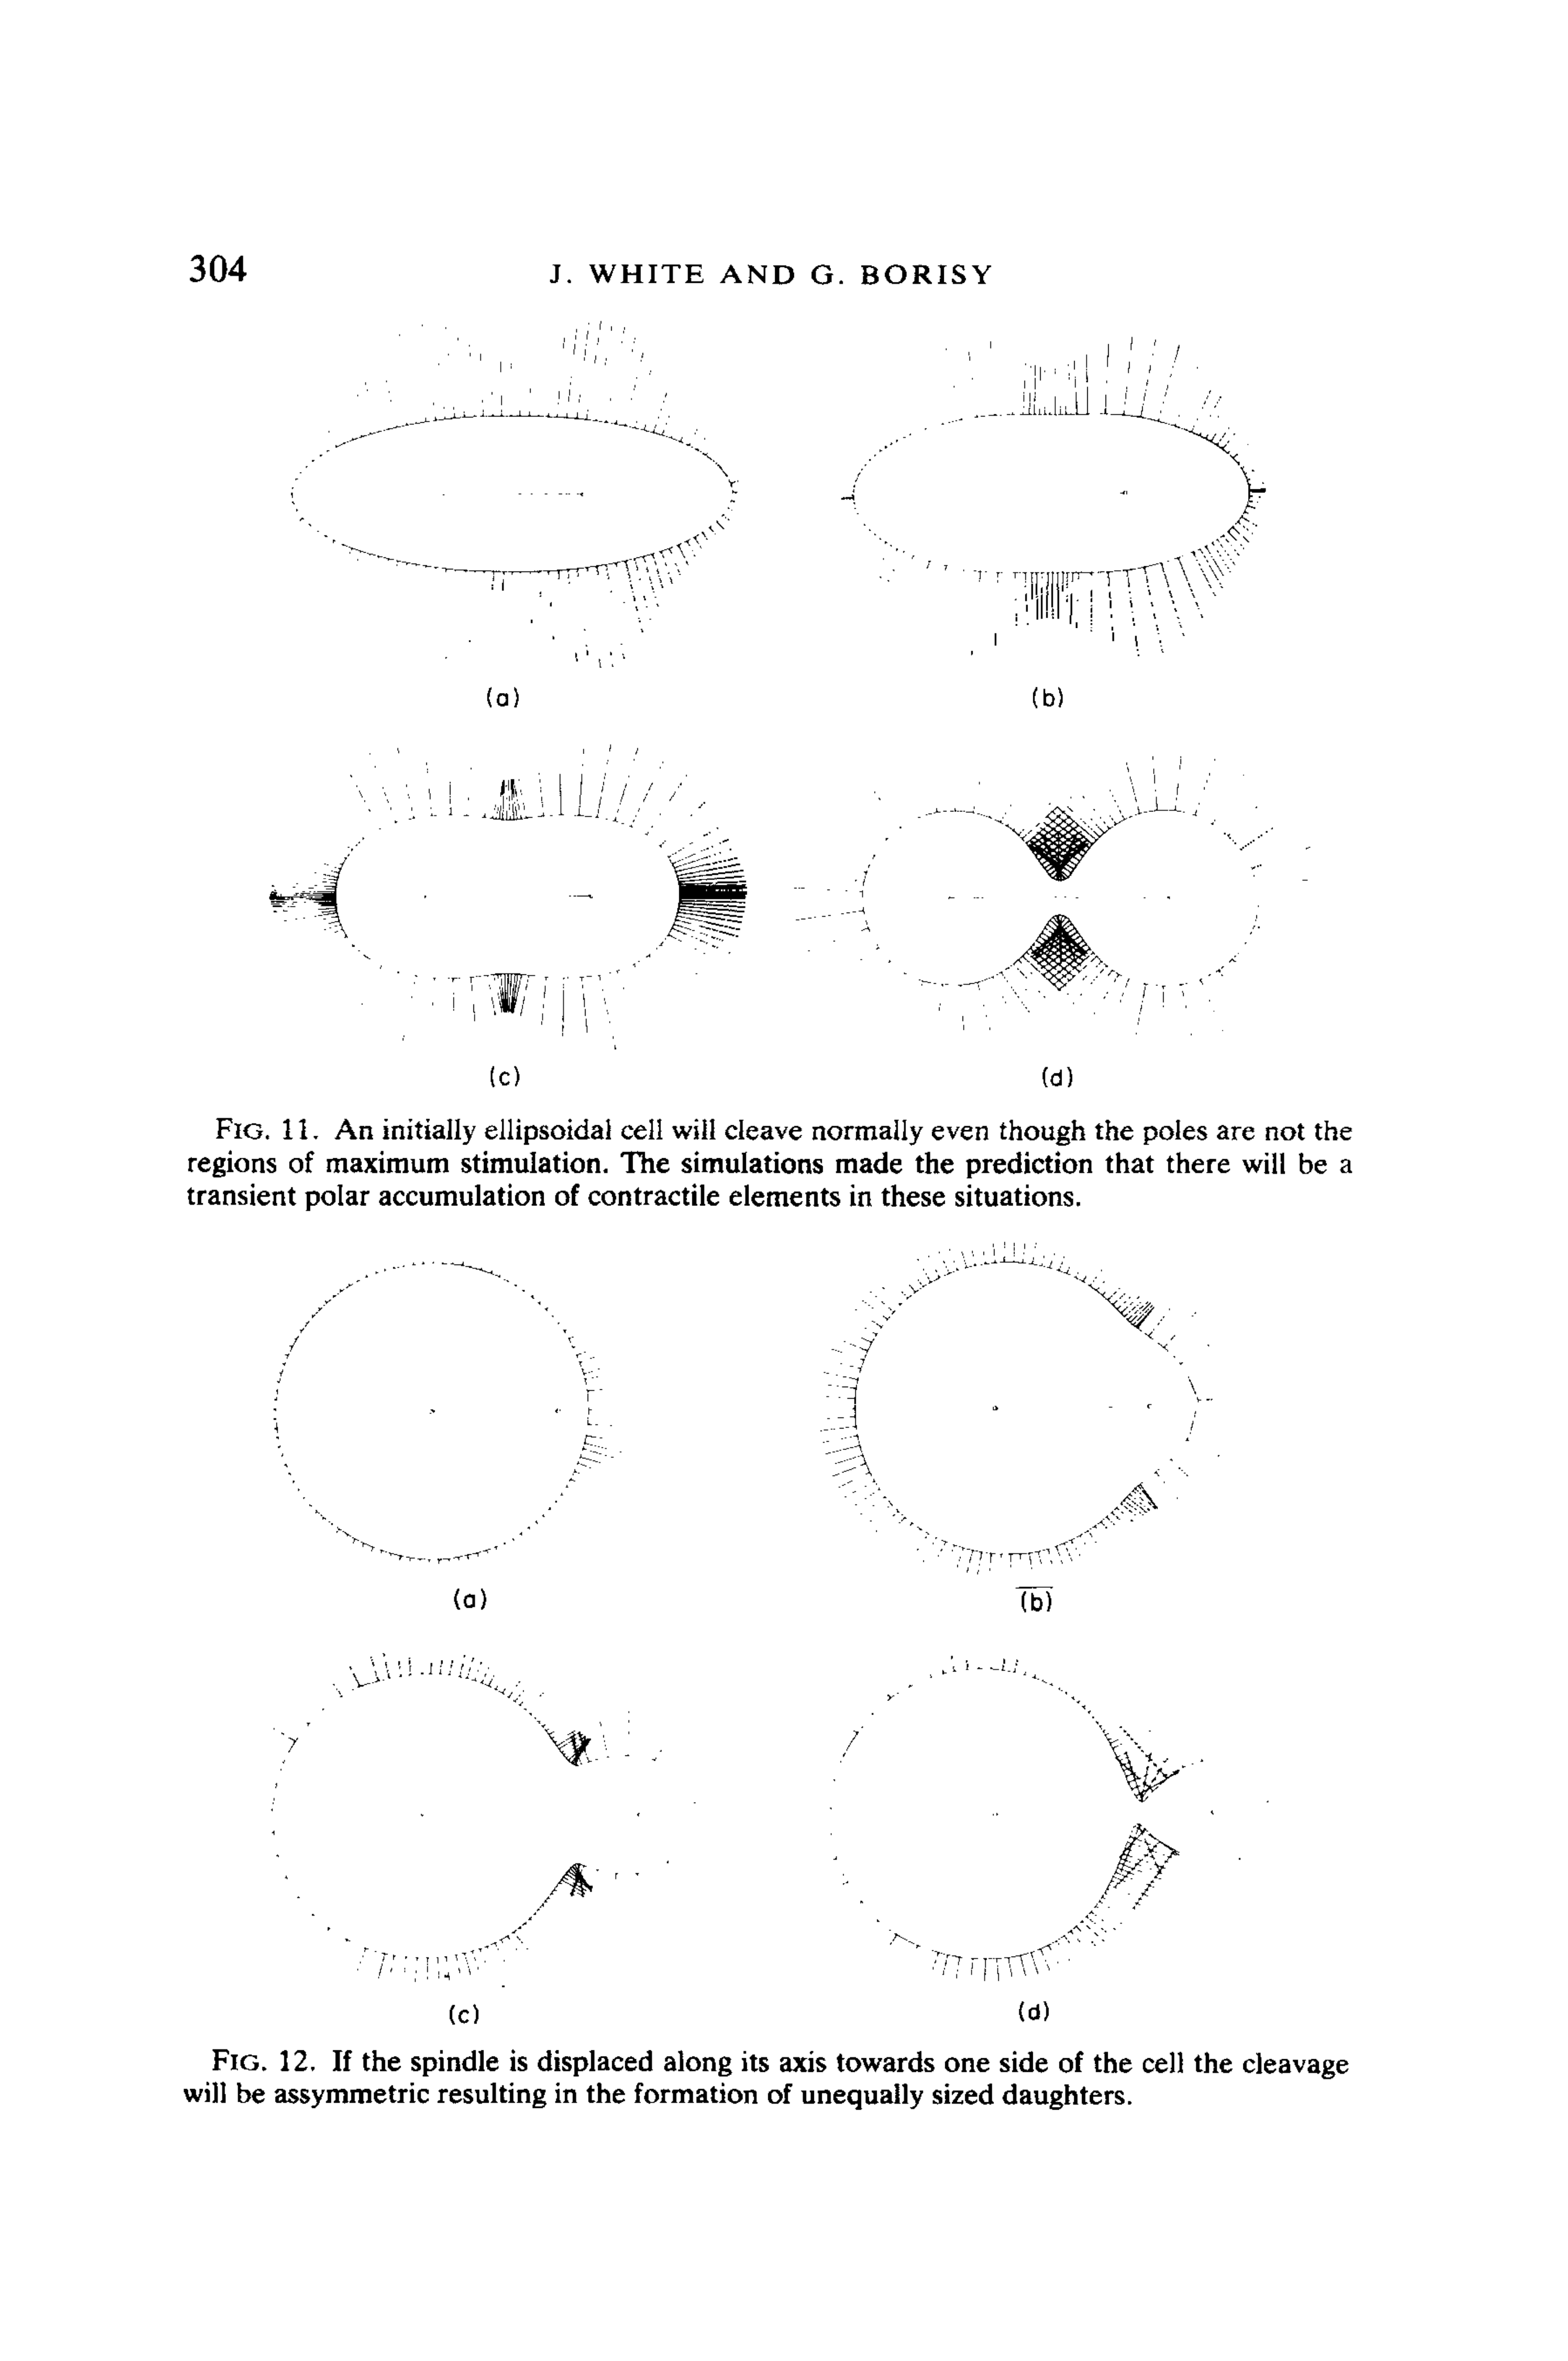 304
J. WHITE AND G. BORISY
(a)
(b)
(c)
(d)
FIG. 11. An initially ellipsoidal cell will cleave normally even though the poles are not the
regions of maximum stimulation. The simulations made the prediction that there will be a
transient polar accumulation of contractile elements in these situations.
(a)
(b)
(c)
(d)
FIG. 12. If the spindle is displaced along its axis towards one side of the cell the cleavage
will be assymmetric resulting in the formation of unequally sized daughters.